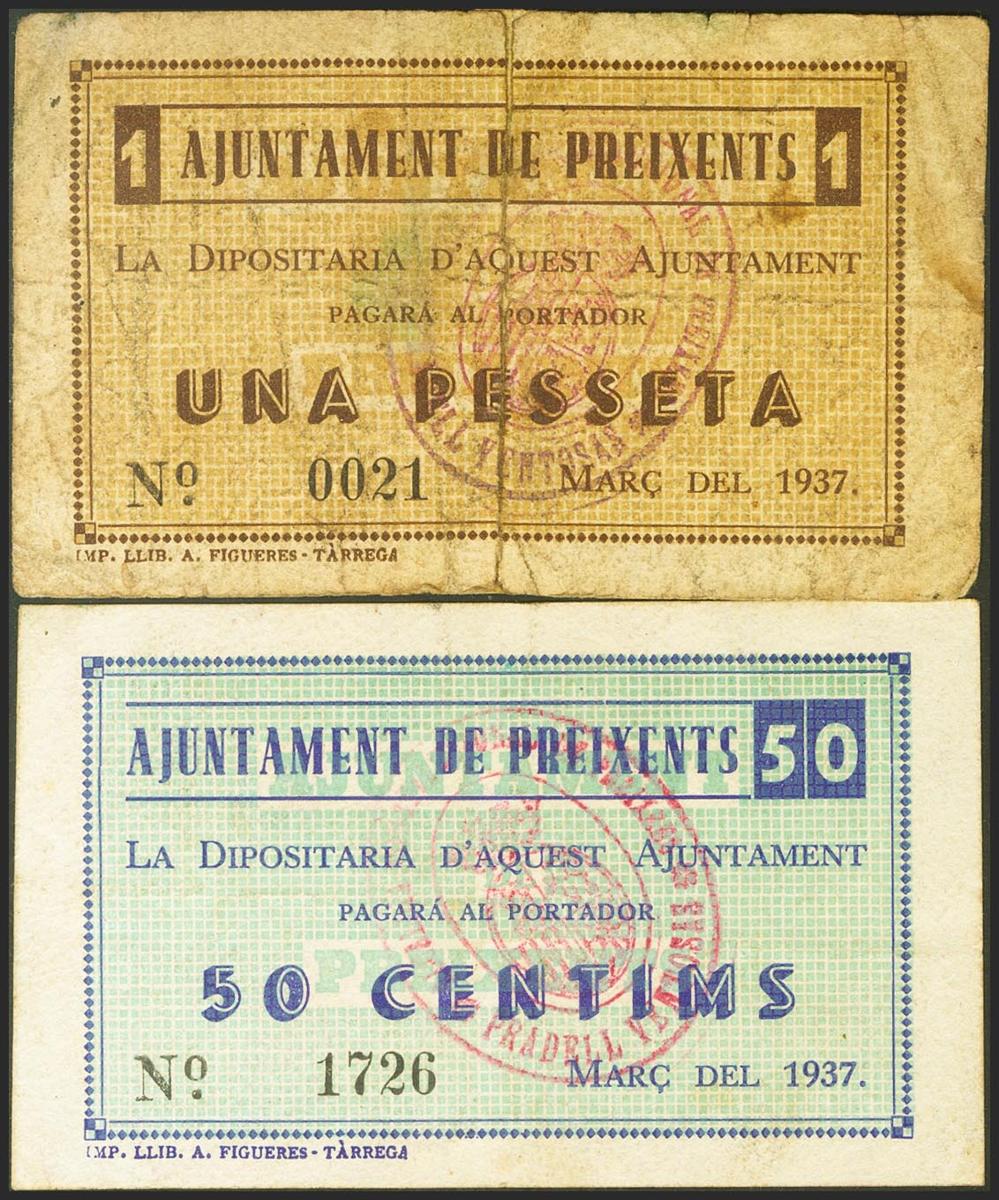 1 AJUNTAMENT DE PREIXENTS 1
LA DIPOSITARIA D'AQUEST AJUNTAMENT
PAGARÁ AL PORTADOR
UNA PESSETA
Nº 0021 MARÇ DEL 1937.
IMP. LLIB. A. FIGUERES - TÀRREGA
AJUNTAMENT DE PREIXENTS 50
LA DIPOSITARIA D'AQUEST AJUNTAMENT
PAGARÁ AL PORTADOR
50 CENTIMS
PRADELL VENTOSAS
Nº 1726 MARÇ DEL 1937.
IMP. LLIB. A. FIGUERES - TÀRREGA